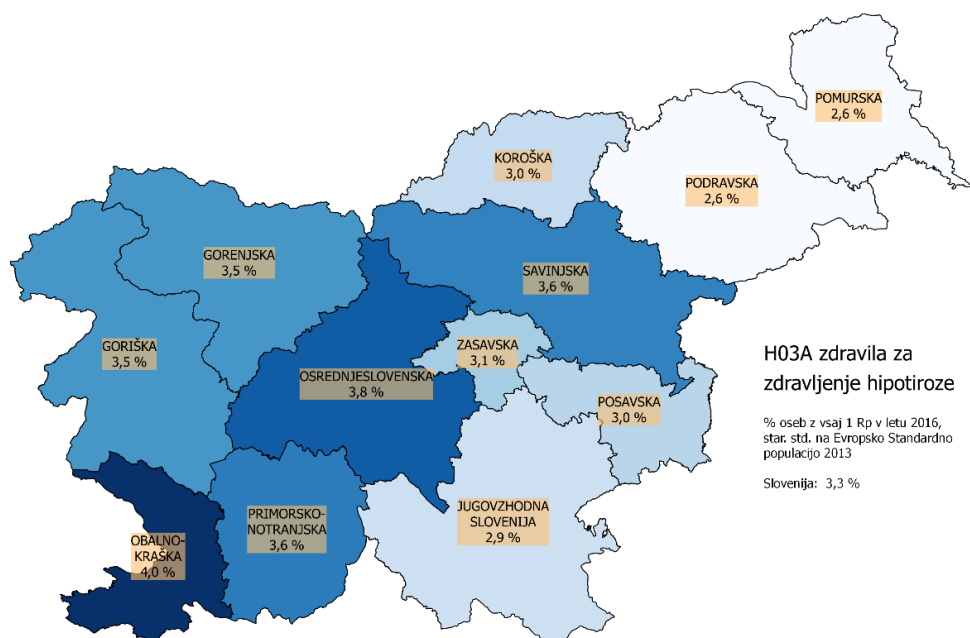 POMURSKA
2,6 %
KOROŠKA
3,0 %
PODRAVSKA
2,6 %
GORENJSKA
3,5 %
SAVINJSKA
3,6 %
GORIŠKA
3,5 %
ZASAVSKA
3,1 %
OSREDNJESLOVENSKA
3,8 %
POSAVSKA
3,0 %
H03A zdravila za
zdravljenje hipotiroze
% oseb z vsaj 1 Rp v letu 2016,
star. std. na Evropsko Standardno
populacijo 2013
Slovenija: 3,3 %
JUGOVZHODNA
SLOVENIJA
2,9 %
PRIMORSKO-
NOTRANJSKA
3,6 %
OBALNO-
KRAŠKA
4,0 %